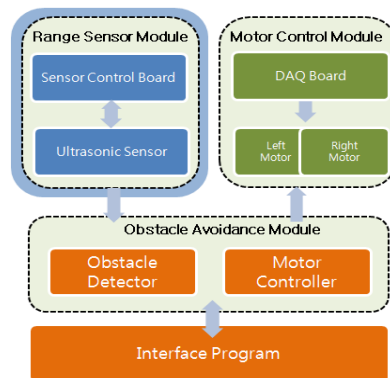 Range Sensor Module
Sensor Control Board
Ultrasonic Sensor
Motor Control Module
DAQ Board
Left
Motor
Right
Motor
Obstacle Avoidance Module
Obstacle
Detector
Motor
Controller
Interface Program